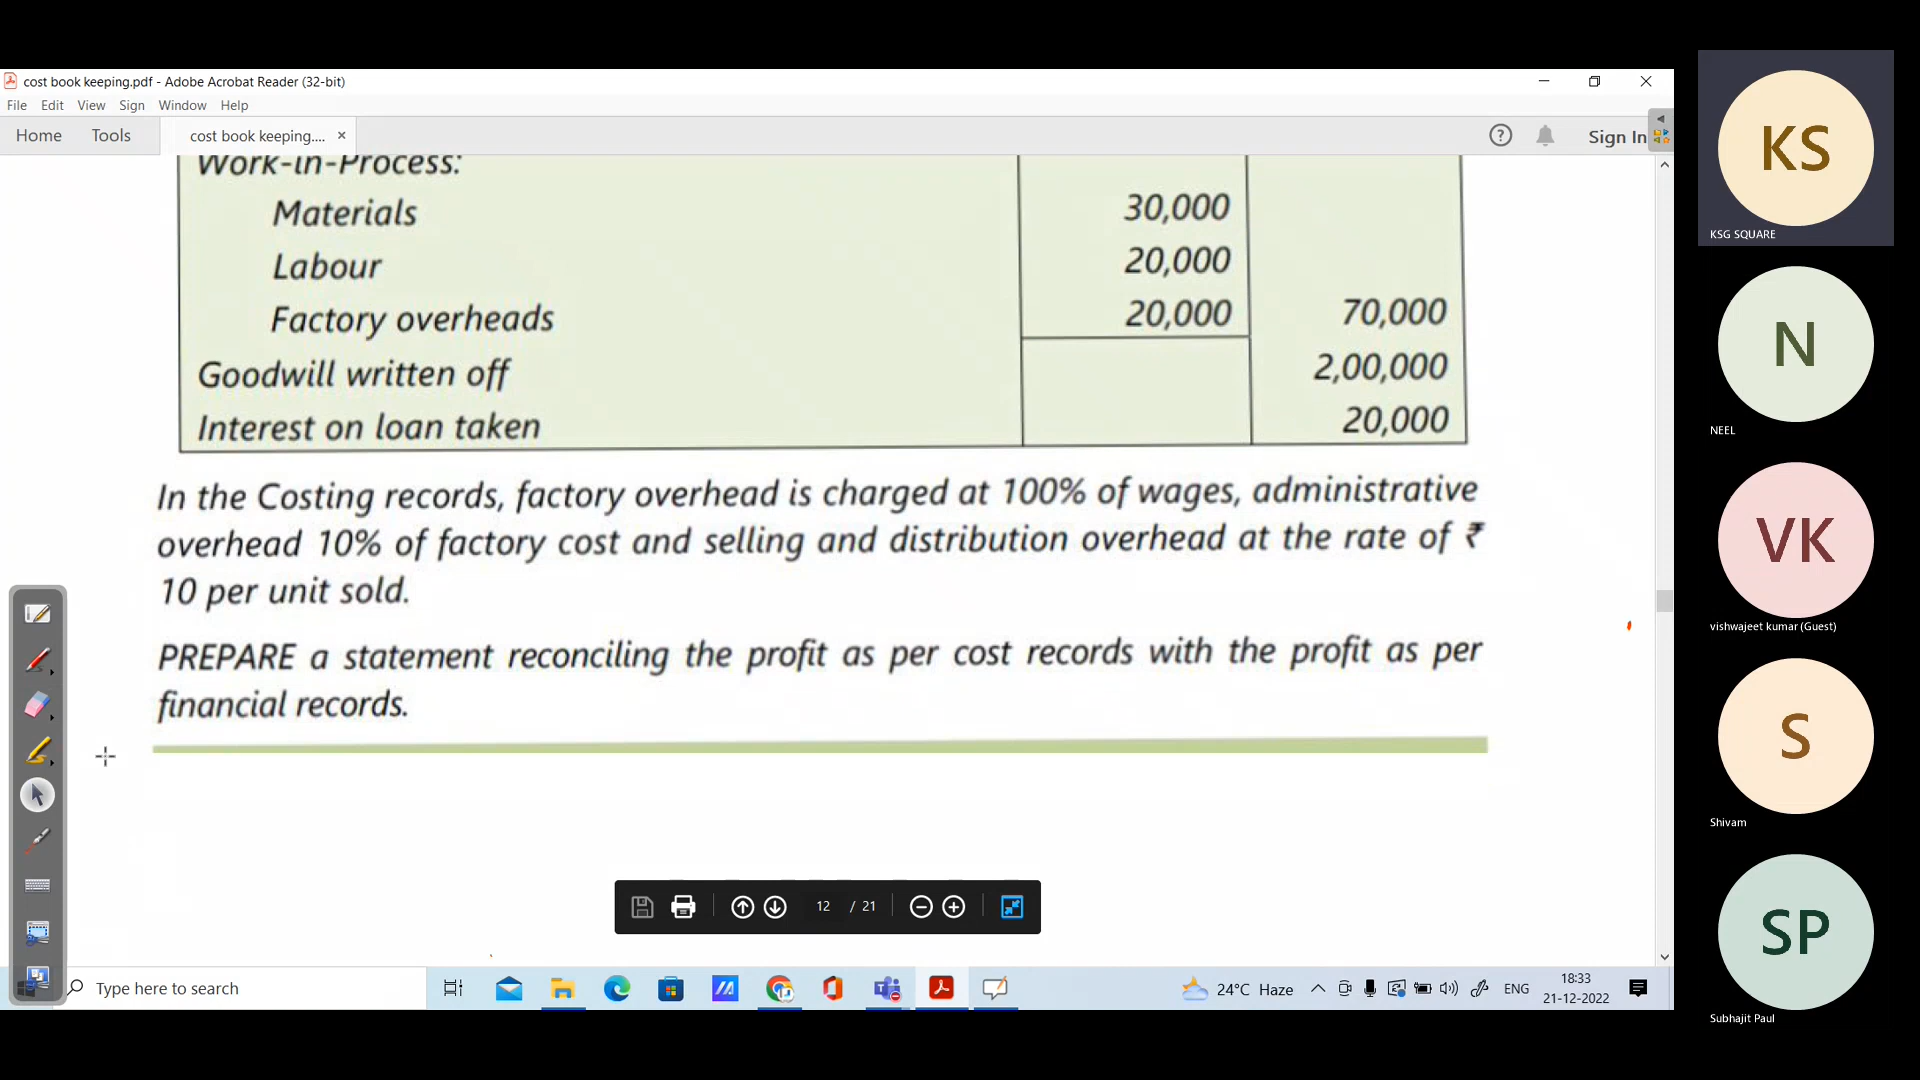 cost book keeping.pdf - Adobe Acrobat Reader (32-bit)
File Edit View Sign Window Help
Home Tools cost book keeping.... × Sign In
Work-in-Process:
Materials 30,000
Labour 20,000
Factory overheads 20,000 70,000
Goodwill written off 2,00,000
Interest on loan taken 20,000
In the Costing records, factory overhead is charged at 100% of wages, administrative
overhead 10% of factory cost and selling and distribution overhead at the rate of ₹
10 per unit sold.
PREPARE a statement reconciling the profit as per cost records with the profit as per
financial records.
12 / 21
Type here to search
24°C Haze
ENG
18:33
21-12-2022
KS
KSG SQUARE
N
NEEL
VK
vishwajeet kumar (Guest)
S
Shivam
SP
Subhajit Paul